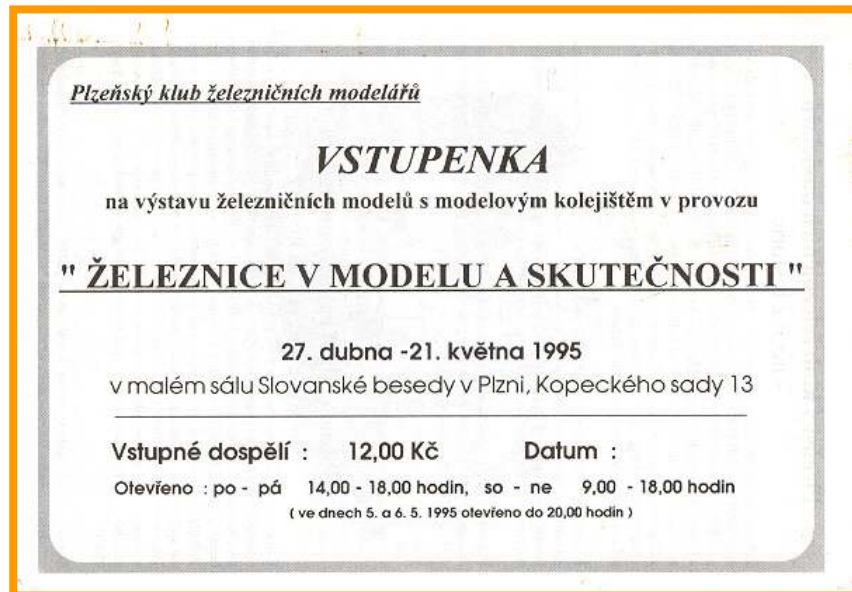 Plzeňský klub železničních modelářů
VSTUPENKA
na výstavu železničních modelů s modelovým kolejištěm v provozu
" ŽELEZNICE V MODELU A SKUTEČNOSTI "
27. dubna -21. května 1995
v malém sálu Slovanské besedy v Plzni, Kopeckého sady 13
Vstupné dospělí : 12,00 Kč Datum :
Otevřeno : po - pá 14,00 - 18,00 hodin, so - ne 9,00 - 18,00 hodin
( ve dnech 5. a 6. 5. 1995 otevřeno do 20,00 hodin )